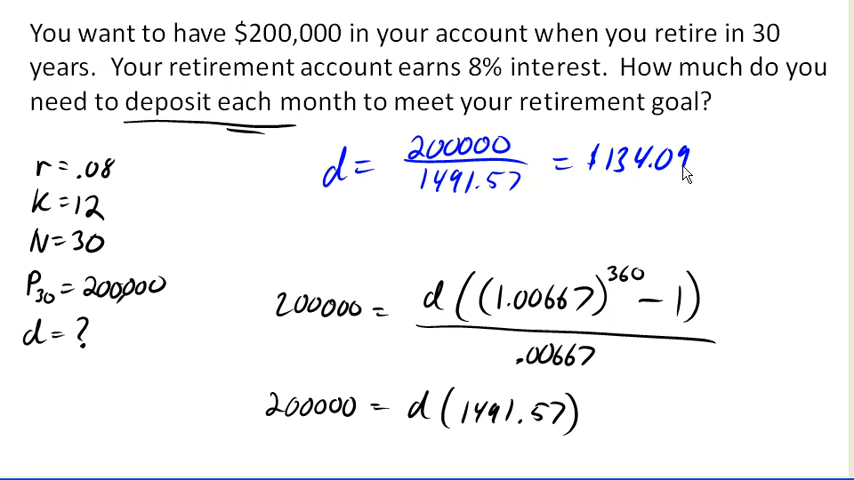 You want to have $200,000 in your account when you retire in 30
years.  Your retirement account earns 8% interest.  How much do you
need to deposit each month to meet your retirement goal?
d = 200000 / 1491.57 = $134.09
r = .08
k = 12
N = 30
P₃₀ = 200,000
d = ?
200000 = d((1.00667)^360 - 1) / .00667
200000 = d(1491.57)